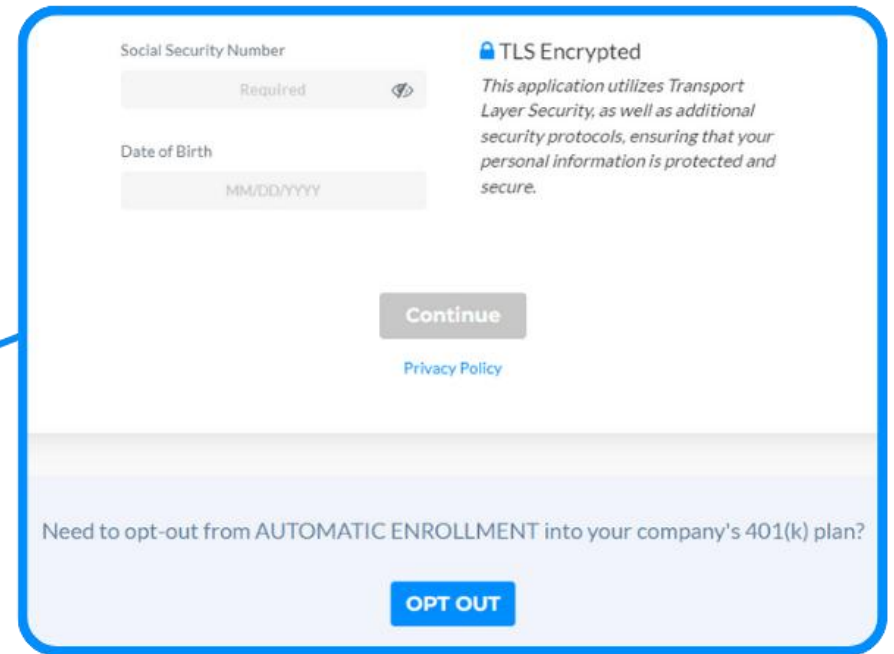 Social Security Number
Required
Date of Birth
MM/DD/YYYY
TLS Encrypted
This application utilizes Transport
Layer Security, as well as additional
security protocols, ensuring that your
personal information is protected and
secure.
Continue
Privacy Policy
Need to opt-out from AUTOMATIC ENROLLMENT into your company's 401(k) plan?
OPT OUT